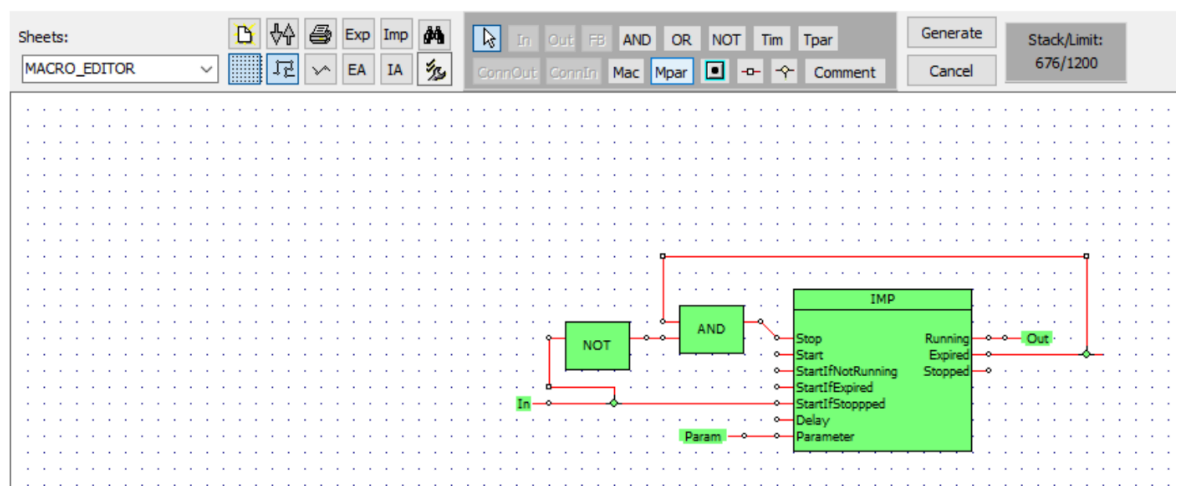 Sheets:
Exp
Imp
In
Out
FB
AND
OR
NOT
Tim
Tpar
Generate
Stack/Limit:
MACRO_EDITOR
EA
IA
ConnOut
ConnIn
Mac
Mpar
Comment
Cancel
676/1200
IMP
AND
NOT
Stop
Running
Out
Start
Expired
StartIfNotRunning
Stopped
StartIfExpired
In
StartIfStoppped
Delay
Param
Parameter